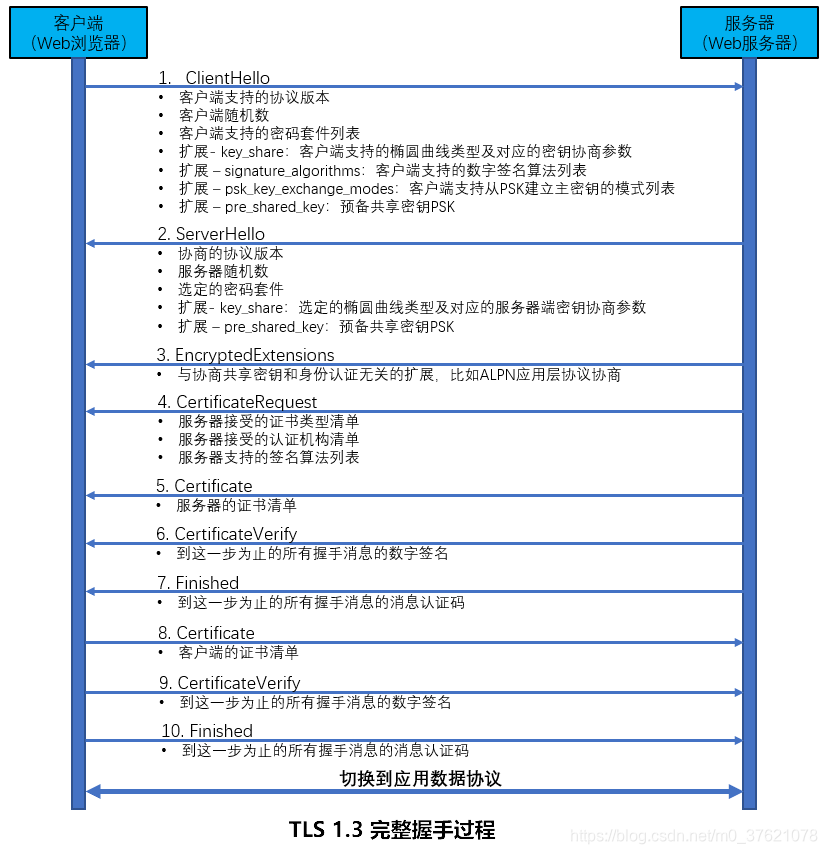 客户端
（Web浏览器）
服务器
（Web服务器）
1. ClientHello
• 客户端支持的协议版本
• 客户端随机数
• 客户端支持的密码套件列表
• 扩展- key_share：客户端支持的椭圆曲线类型及对应的密钥协商参数
• 扩展 – signature_algorithms：客户端支持的数字签名算法列表
• 扩展 – psk_key_exchange_modes：客户端支持从PSK建立主密钥的模式列表
• 扩展 – pre_shared_key：预备共享密钥PSK
2. ServerHello
• 协商的协议版本
• 服务器随机数
• 选定的密码套件
• 扩展- key_share：选定的椭圆曲线类型及对应的服务器端密钥协商参数
• 扩展 – pre_shared_key：预备共享密钥PSK
3. EncryptedExtensions
• 与协商共享密钥和身份认证无关的扩展，比如ALPN应用层协议协商
4. CertificateRequest
• 服务器接受的证书类型清单
• 服务器接受的认证机构清单
• 服务器支持的签名算法列表
5. Certificate
• 服务器的证书清单
6. CertificateVerify
• 到这一步为止的所有握手消息的数字签名
7. Finished
• 到这一步为止的所有握手消息的消息认证码
8. Certificate
• 客户端的证书清单
9. CertificateVerify
• 到这一步为止的所有握手消息的数字签名
10. Finished
• 到这一步为止的所有握手消息的消息认证码
切换到应用数据协议
TLS 1.3 完整握手过程
https://blog.csdn.net/m0_37621078